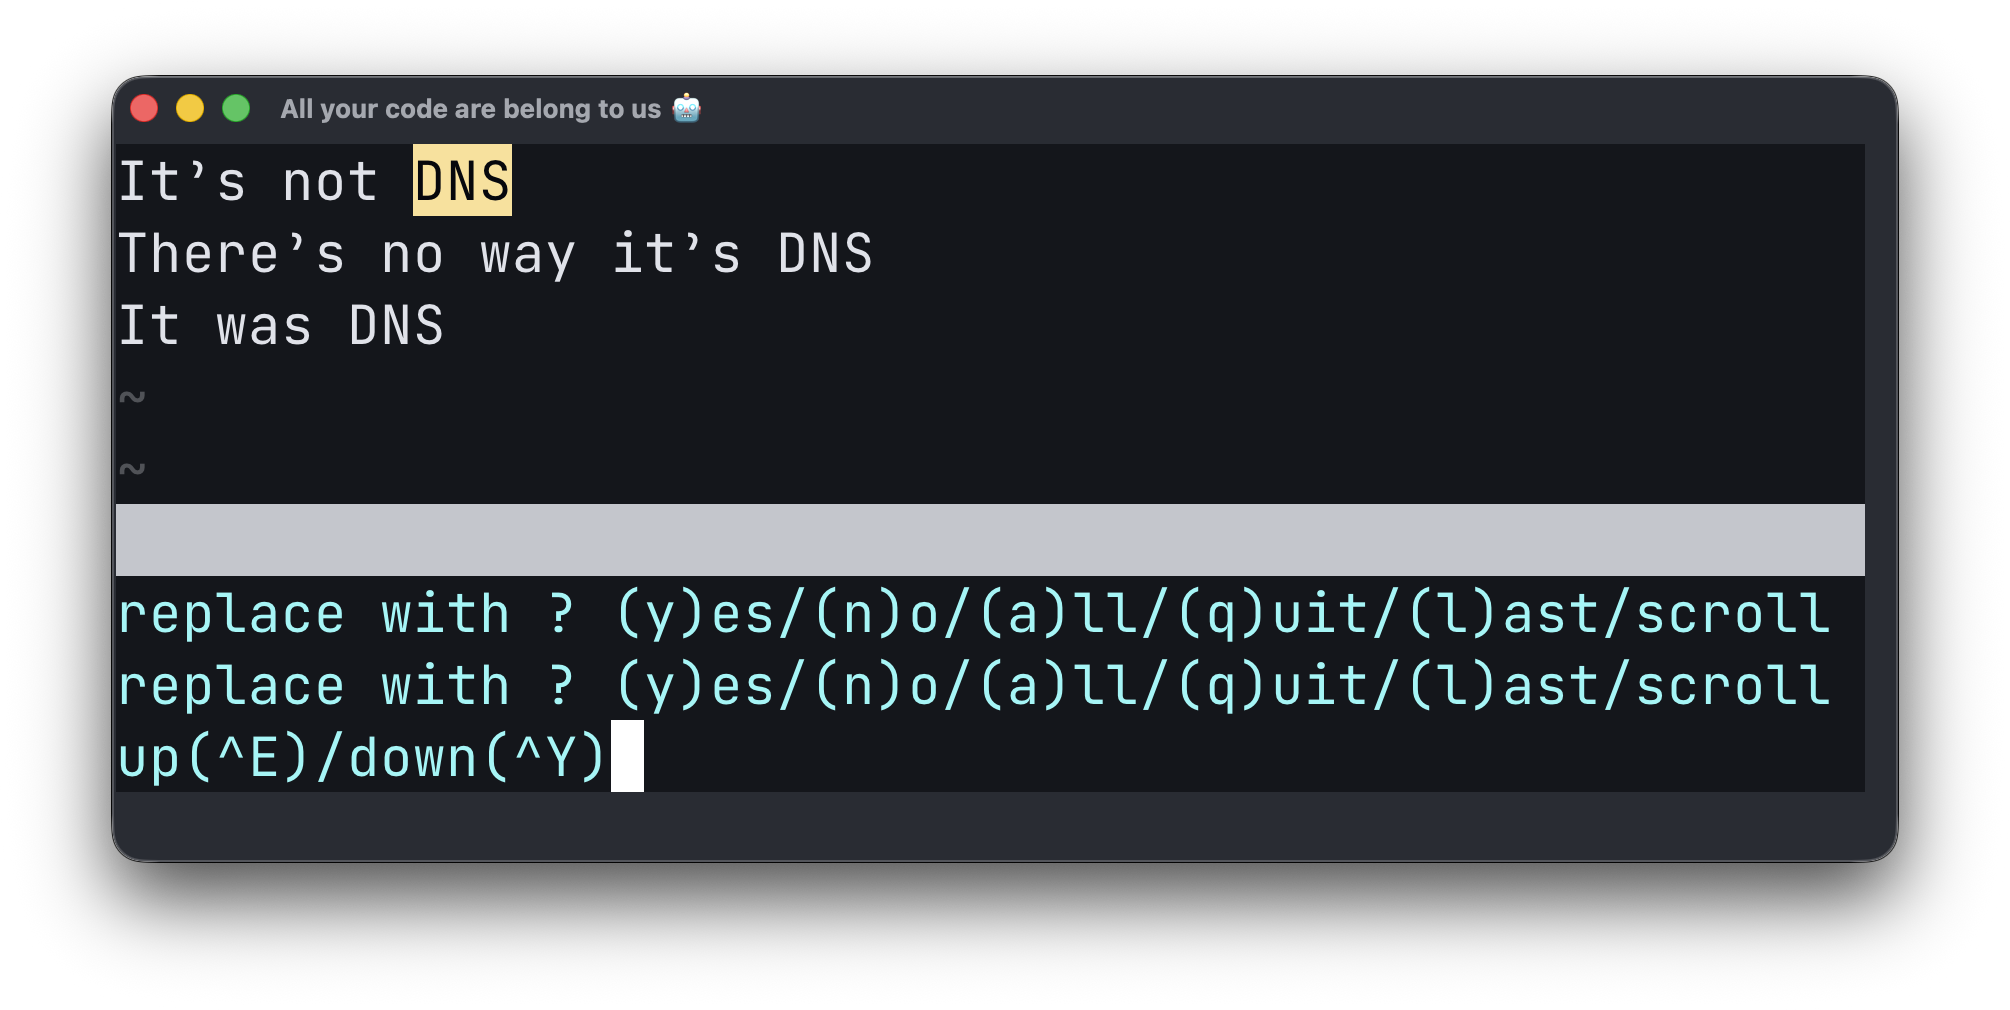 All your code are belong to us 🤖
It’s not DNS
There’s no way it’s DNS
It was DNS
~
~
replace with ? (y)es/(n)o/(a)ll/(q)uit/(l)ast/scroll
replace with ? (y)es/(n)o/(a)ll/(q)uit/(l)ast/scroll
up(^E)/down(^Y)